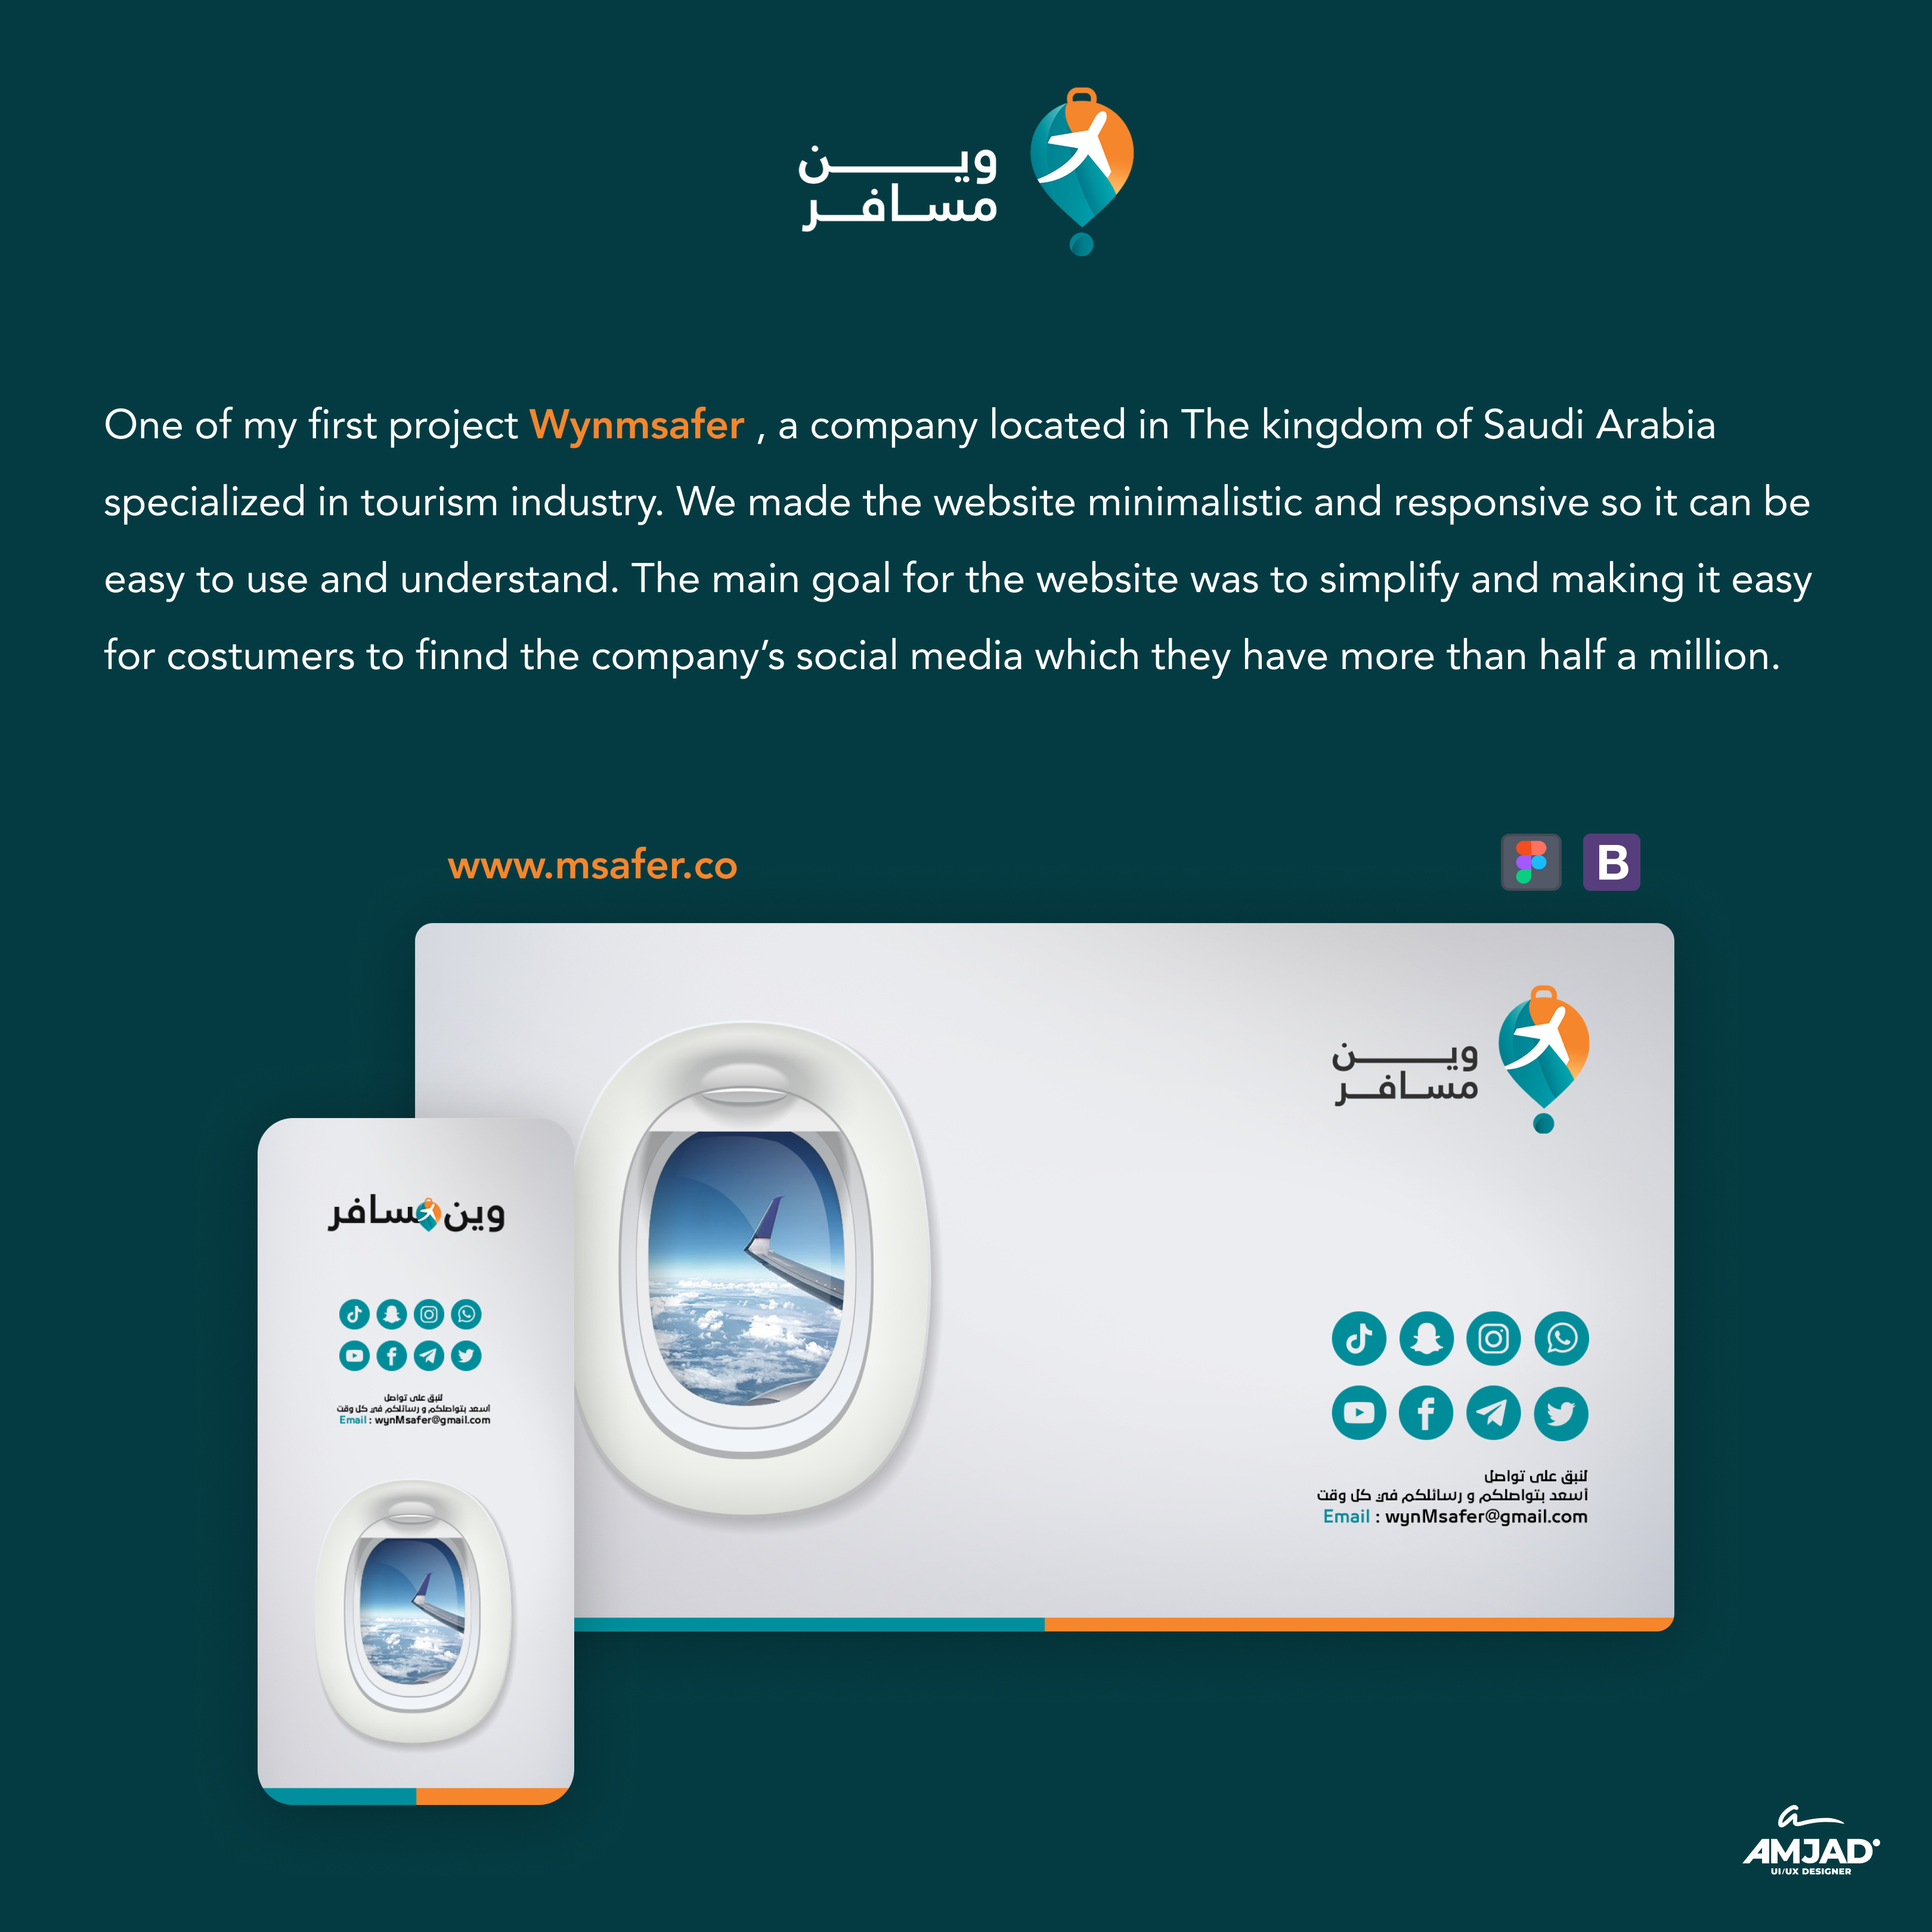 وين
مسافر
One of my first project Wynmsafer , a company located in The kingdom of Saudi Arabia
specialized in tourism industry. We made the website minimalistic and responsive so it can be
easy to use and understand. The main goal for the website was to simplify and making it easy
for costumers to finnd the company’s social media which they have more than half a million.
www.msafer.co
B
وين
مسافر
لنبق على تواصل
أسعد بتواصلكم و رسائلكم في كل وقت
Email : wynMsafer@gmail.com
وين مسافر
لنبق على تواصل
أسعد بتواصلكم و رسائلكم في كل وقت
Email : wynMsafer@gmail.com
AMJAD
UI/UX DESIGNER